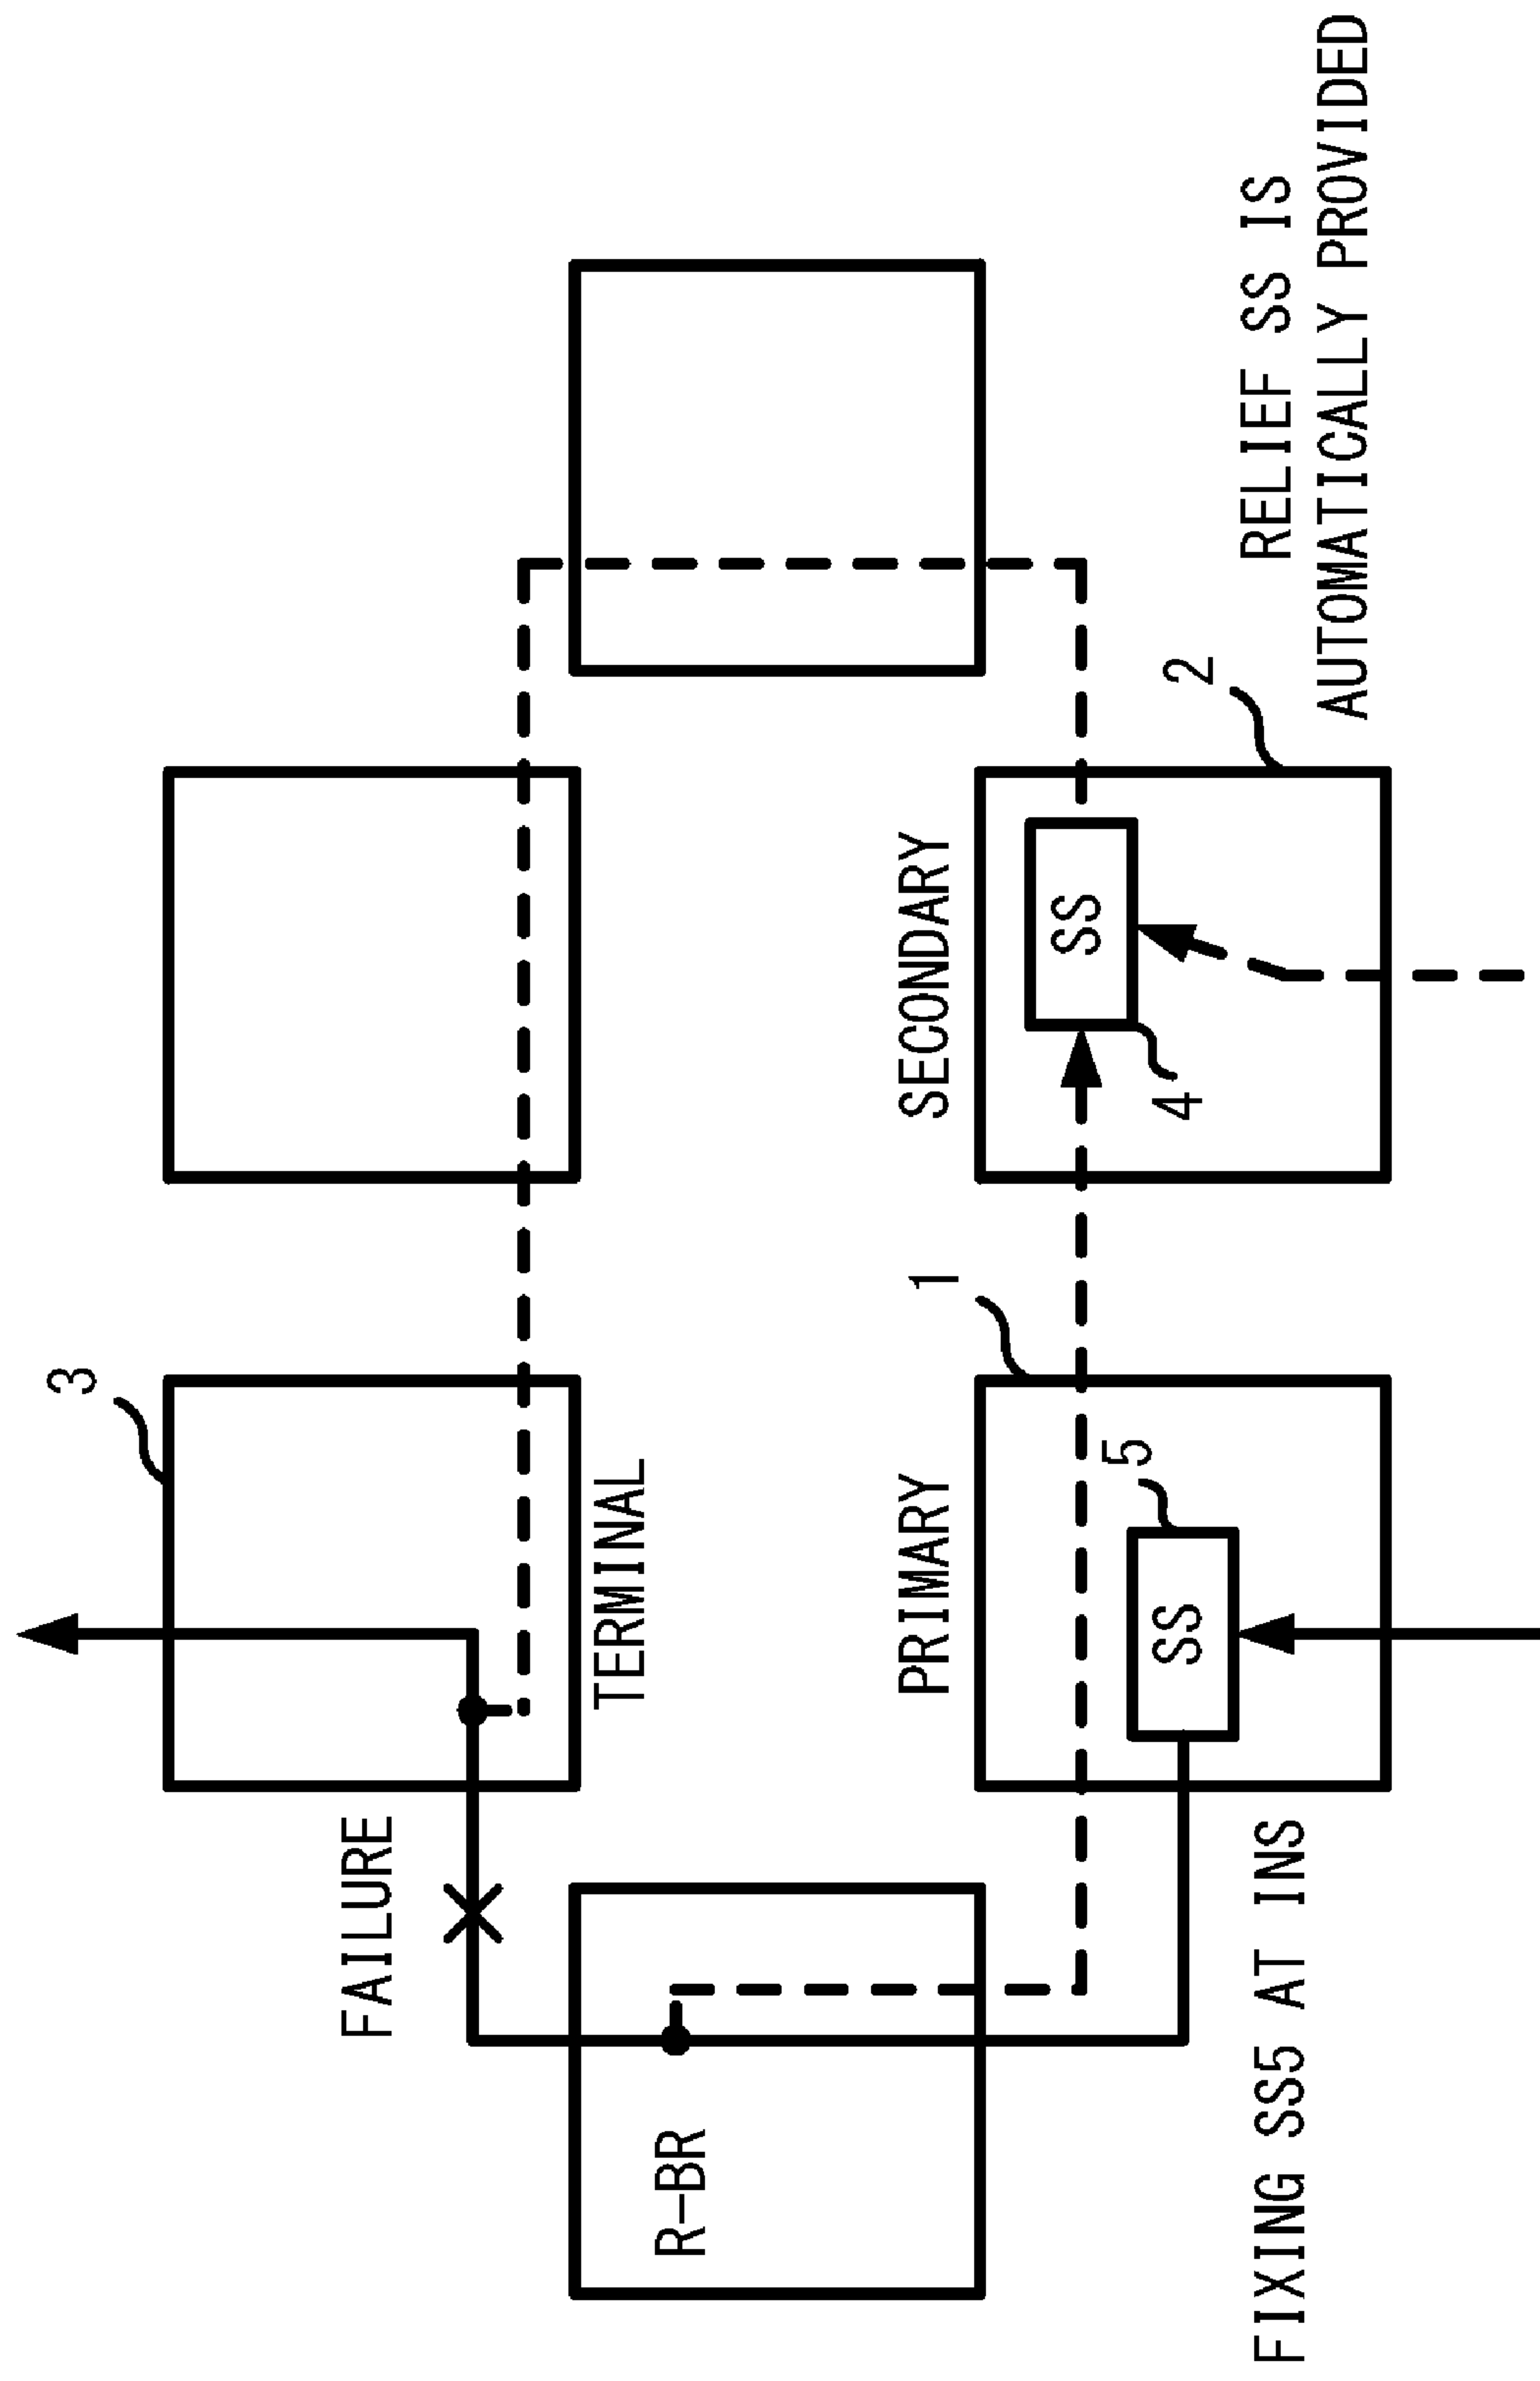 3
FAILURE
TERMINAL
R-BR
PRIMARY
1
SECONDARY
SS
5
SS
4
2
FIXING SS5 AT INS
RELIEF SS IS
AUTOMATICALLY PROVIDED